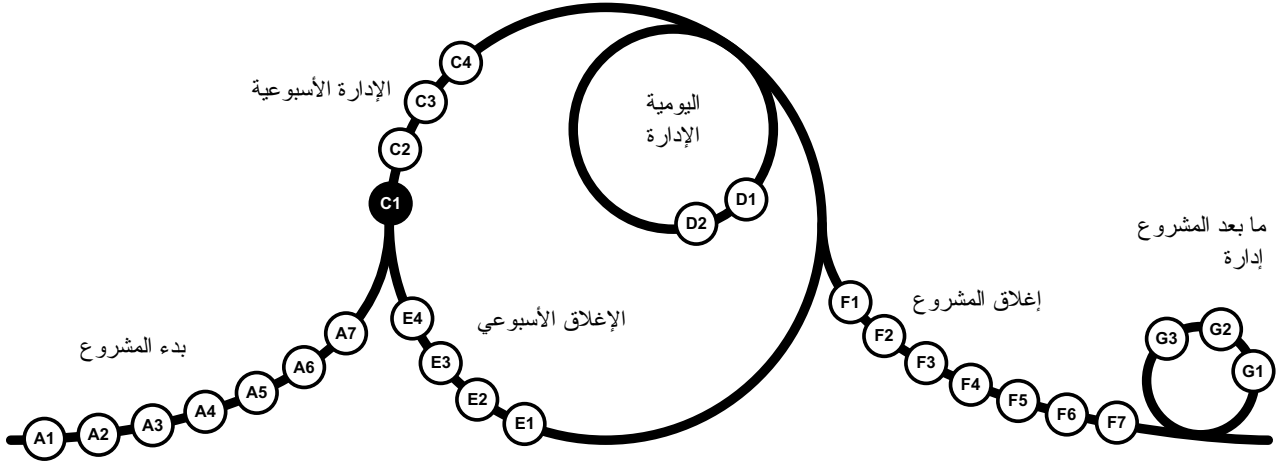 بدء المشروع
A1
A2
A3
A4
A5
A6
A7
الإدارة الأسبوعية
C1
C2
C3
C4
اليومية
الإدارة
D1
D2
الإغلاق الأسبوعي
E1
E2
E3
E4
إغلاق المشروع
F1
F2
F3
F4
F5
F6
F7
ما بعد المشروع
إدارة
G1
G2
G3